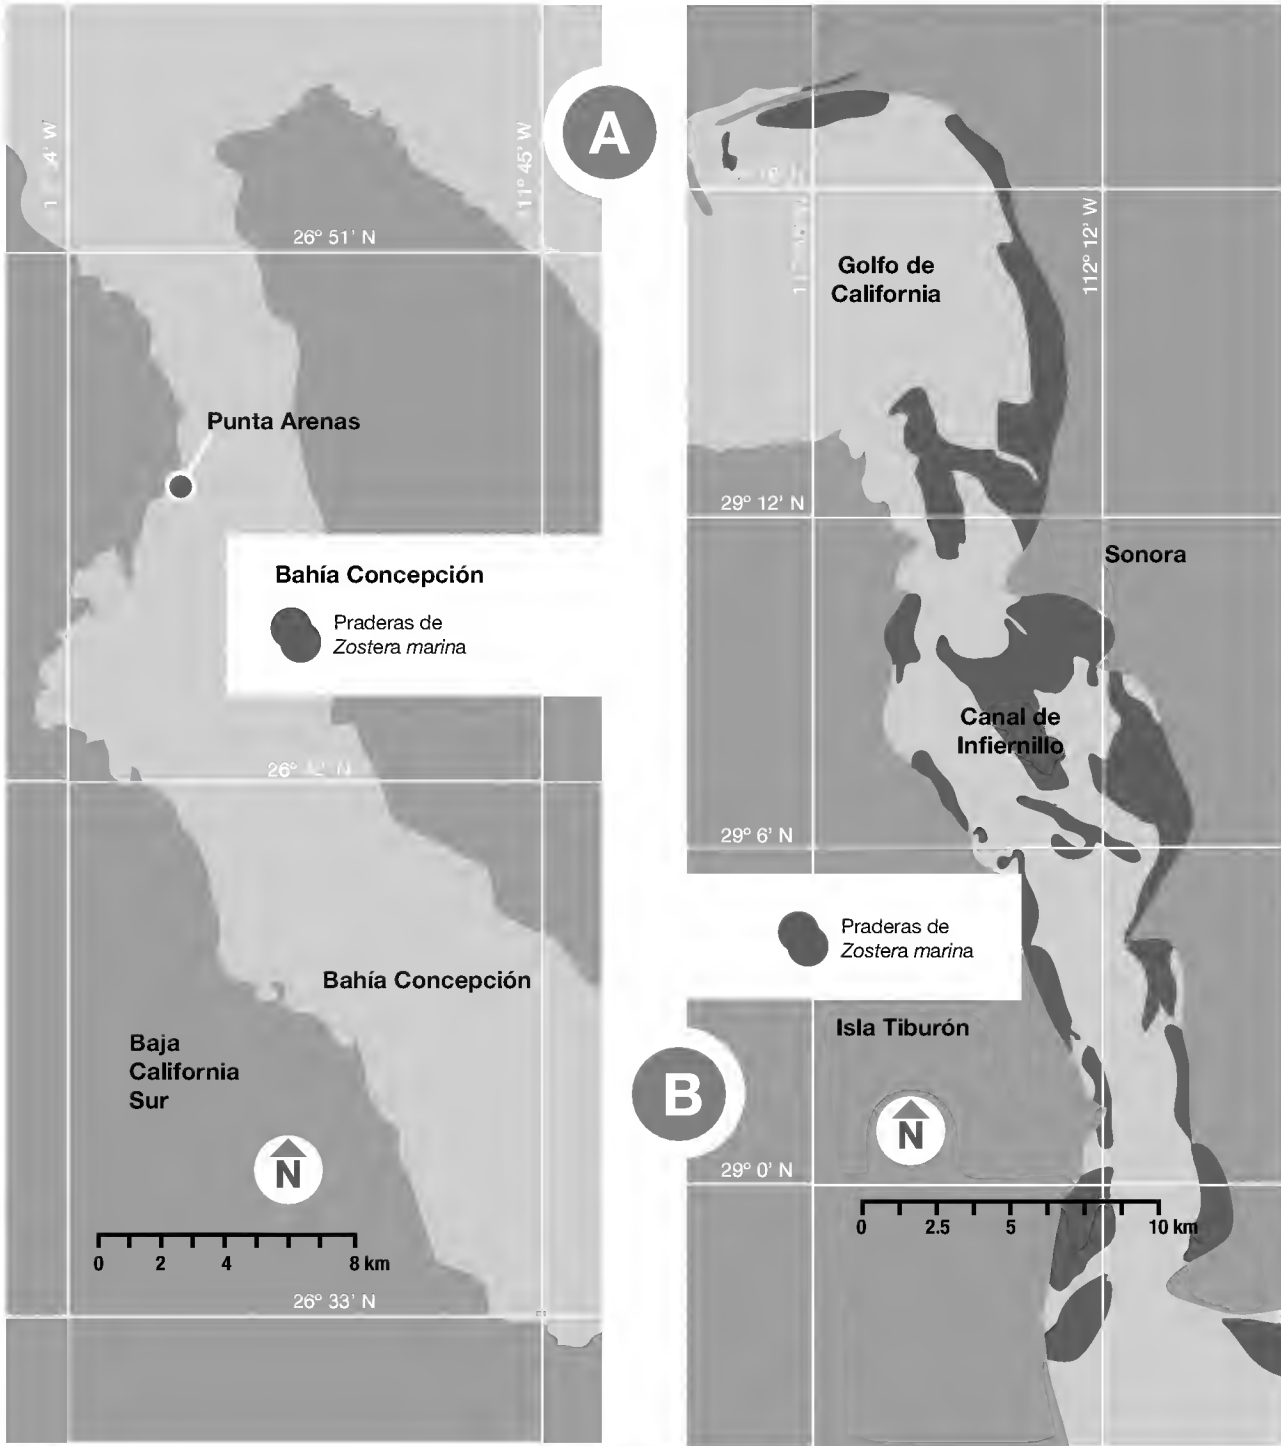 A
11° 45' W
26° 51' N
Punta Arenas
Bahía Concepción
Praderas de
Zostera marina
Bahía Concepción
Baja
California
Sur
N
0 2 4 8 km
26° 33' N
Golfo de
California
112° 12' W
29° 12' N
Sonora
Canal de
Infiernillo
29° 6' N
Praderas de
Zostera marina
Isla Tiburón
B
N
29° 0' N
0 2.5 5 10 km